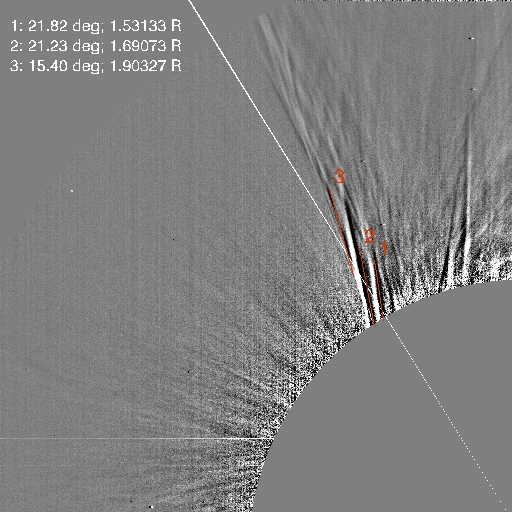 1: 21.82 deg; 1.53133 R
2: 21.23 deg; 1.69073 R
3: 15.40 deg; 1.90327 R
3
2
1